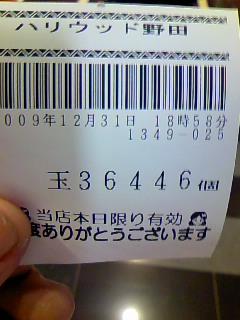 ハリウッド野田
009年12月31日 18時58分
1349-025
玉36446個
当店本日限り有効
度ありがとうございます